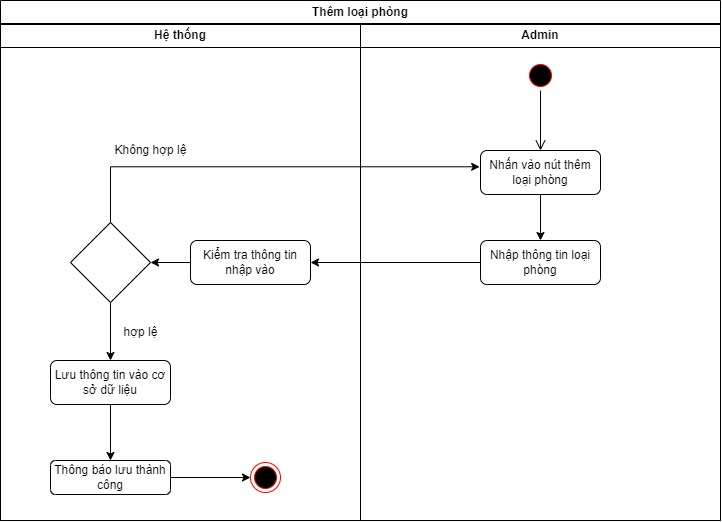 Thêm loại phòng
Hệ thống
Admin
Không hợp lệ
Nhấn vào nút thêm
loại phòng
Kiểm tra thông tin
nhập vào
Nhập thông tin loại
phòng
hợp lệ
Lưu thông tin vào cơ
sở dữ liệu
Thông báo lưu thành
công